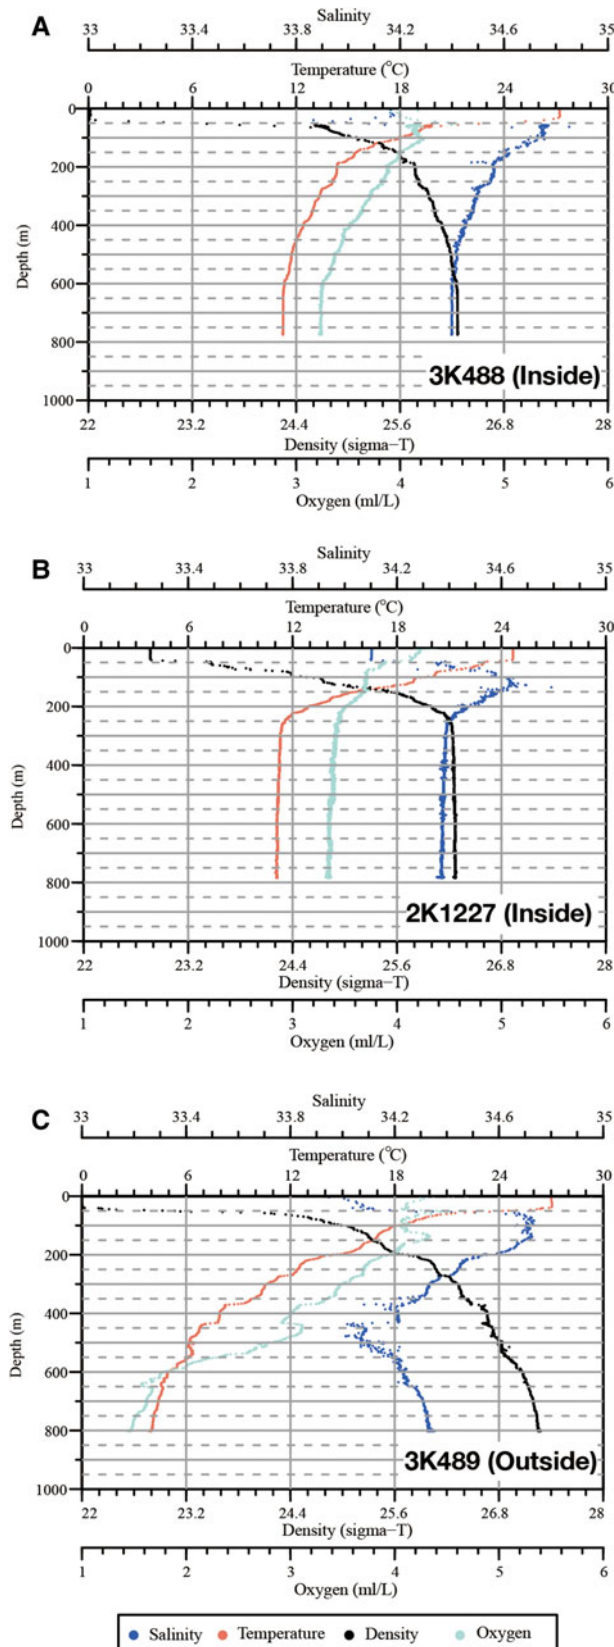 A
Salinity
33 33.4 33.8 34.2 34.6 35
Temperature (°C)
0 6 12 18 24 30
0
200
400
600
800
1000
Depth (m)
3K488 (Inside)
22 23.2 24.4 25.6 26.8 28
Density (sigma−T)
1 2 3 4 5 6
Oxygen (ml/L)
B
Salinity
33 33.4 33.8 34.2 34.6 35
Temperature (°C)
0 6 12 18 24 30
0
200
400
600
800
1000
Depth (m)
2K1227 (Inside)
22 23.2 24.4 25.6 26.8 28
Density (sigma−T)
1 2 3 4 5 6
Oxygen (ml/L)
C
Salinity
33 33.4 33.8 34.2 34.6 35
Temperature (°C)
0 6 12 18 24 30
0
200
400
600
800
1000
Depth (m)
3K489 (Outside)
22 23.2 24.4 25.6 26.8 28
Density (sigma−T)
1 2 3 4 5 6
Oxygen (ml/L)
Salinity Temperature Density Oxygen